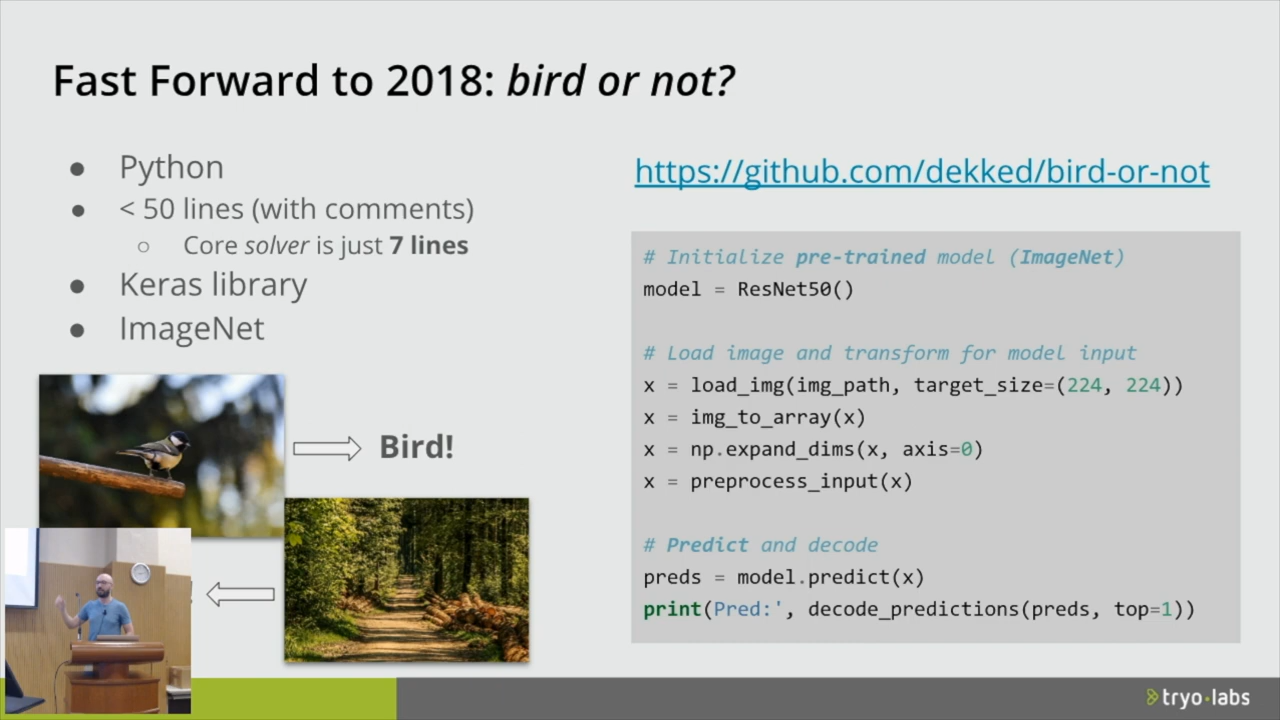 Fast Forward to 2018: bird or not?
● Python
● < 50 lines (with comments)
○ Core solver is just 7 lines
● Keras library
● ImageNet
Bird!
https://github.com/dekked/bird-or-not
# Initialize pre-trained model (ImageNet)
model = ResNet50()
# Load image and transform for model input
x = load_img(img_path, target_size=(224, 224))
x = img_to_array(x)
x = np.expand_dims(x, axis=0)
x = preprocess_input(x)
# Predict and decode
preds = model.predict(x)
print(Pred:', decode_predictions(preds, top=1))
tryo·labs